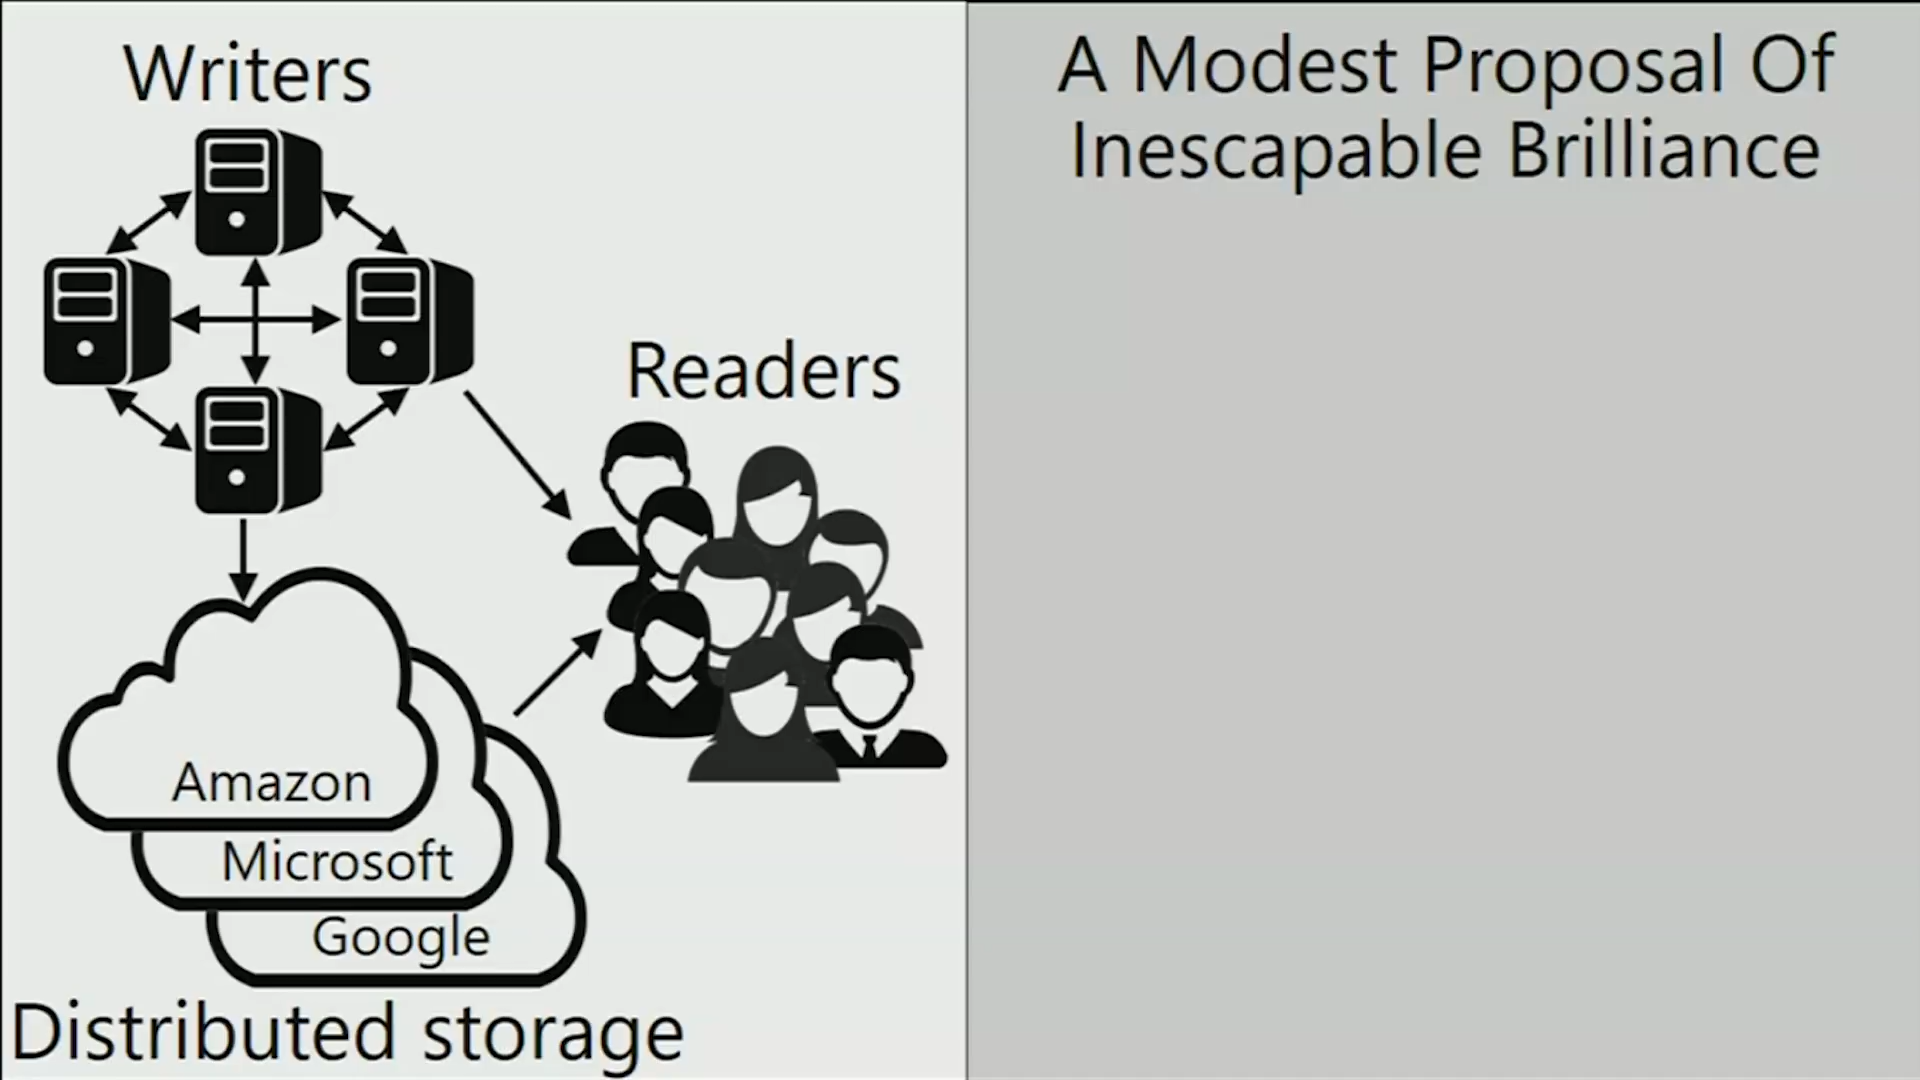 Writers
Readers
Amazon
Microsoft
Google
Distributed storage
A Modest Proposal Of
Inescapable Brilliance